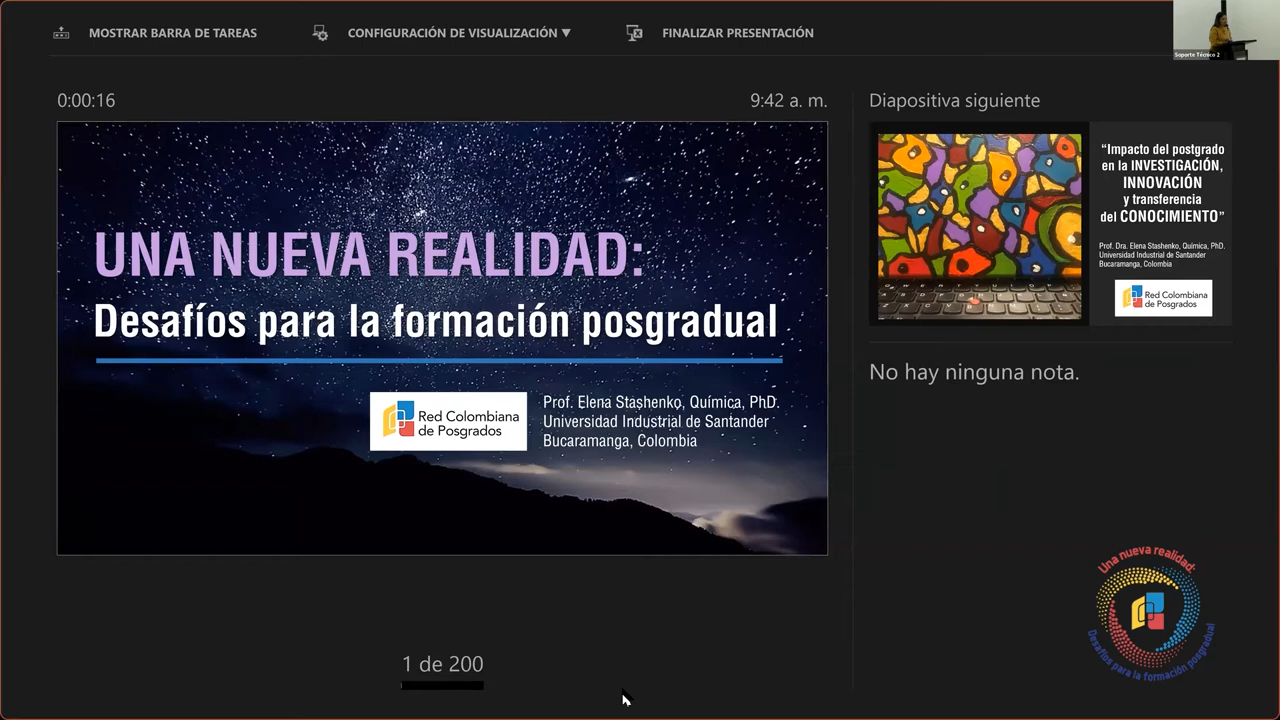 MOSTRAR BARRA DE TAREAS
CONFIGURACIÓN DE VISUALIZACIÓN ▼
FINALIZAR PRESENTACIÓN
Soporte Técnico 2
0:00:16
9:42 a. m.
Diapositiva siguiente
UNA NUEVA REALIDAD:
Desafíos para la formación posgradual
Red Colombiana
de Posgrados
Prof. Elena Stashenko, Química, PhD.
Universidad Industrial de Santander
Bucaramanga, Colombia
“Impacto del postgrado
en la INVESTIGACIÓN,
INNOVACIÓN
y transferencia
del CONOCIMIENTO”
Prof. Dra. Elena Stashenko, Química, PhD.
Universidad Industrial de Santander
Bucaramanga, Colombia
Red Colombiana
de Posgrados
No hay ninguna nota.
Una nueva realidad:
Desafíos para la formación posgradual
1 de 200